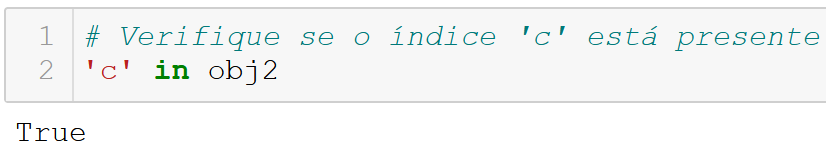 1 # Verifique se o índice 'c' está presente
2 'c' in obj2
True